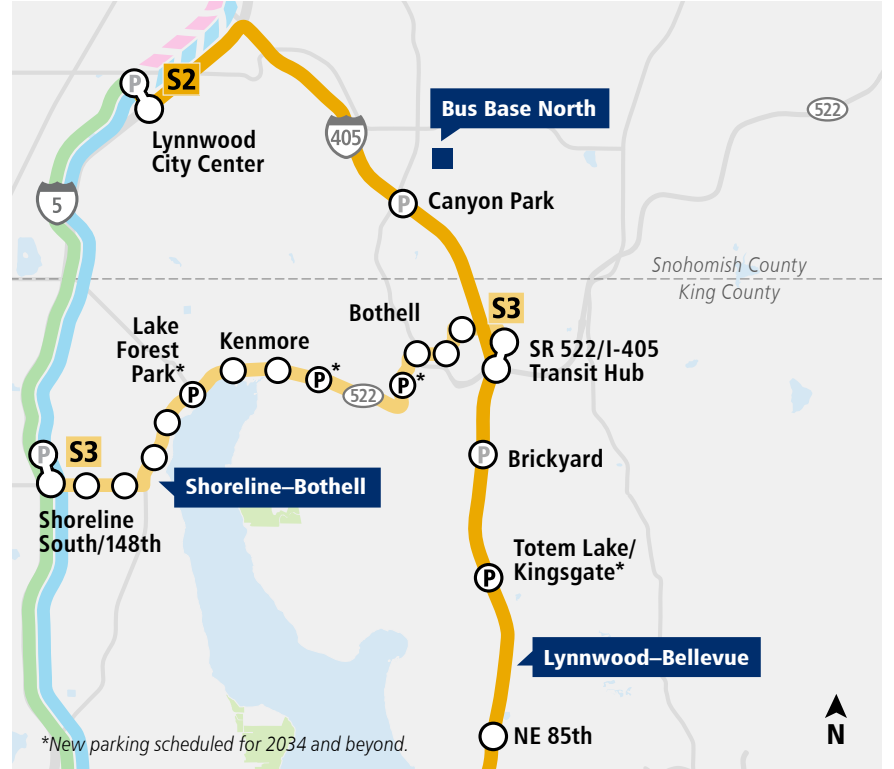 P
S2
Lynnwood
City Center
Bus Base North
522
405
5
P
Canyon Park
Snohomish County
King County
S3
Bothell
Lake
Forest
Park*
Kenmore
SR 522/I-405
Transit Hub
P
P*
P*
522
P
S3
P
Brickyard
Shoreline–Bothell
Shoreline
South/148th
Totem Lake/
Kingsgate*
P
Lynnwood–Bellevue
NE 85th
N
*New parking scheduled for 2034 and beyond.